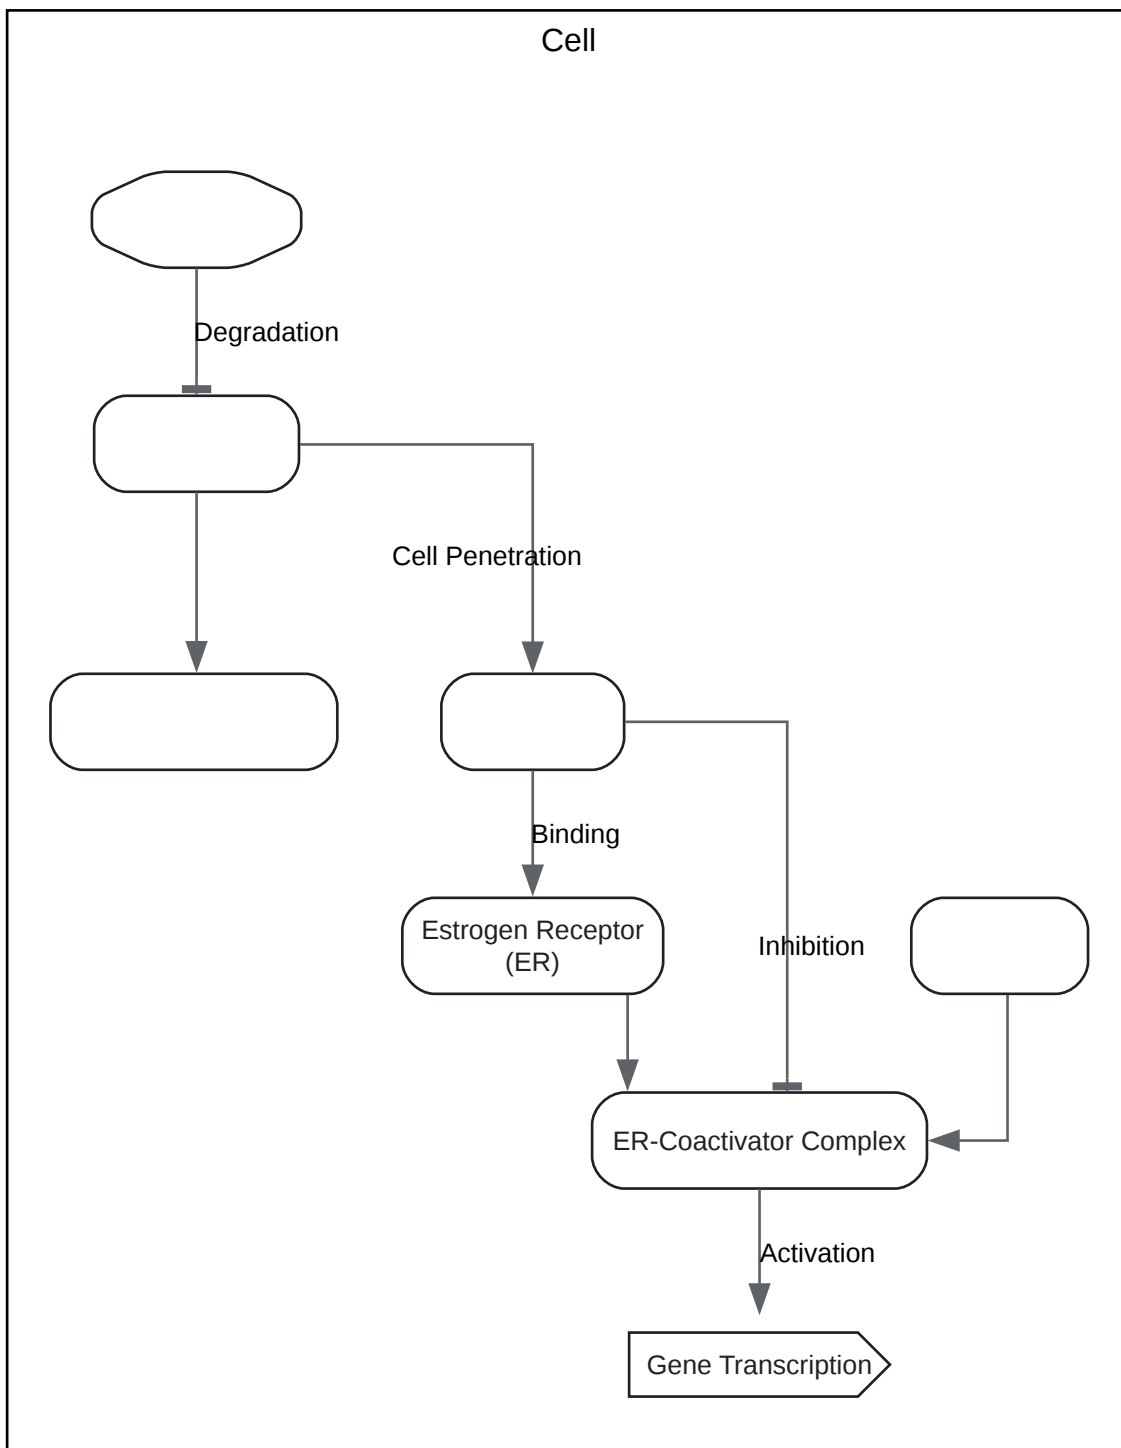 Cell
Degradation
Cell Penetration
Binding
Estrogen Receptor
(ER)
Inhibition
ER-Coactivator Complex
Activation
Gene Transcription